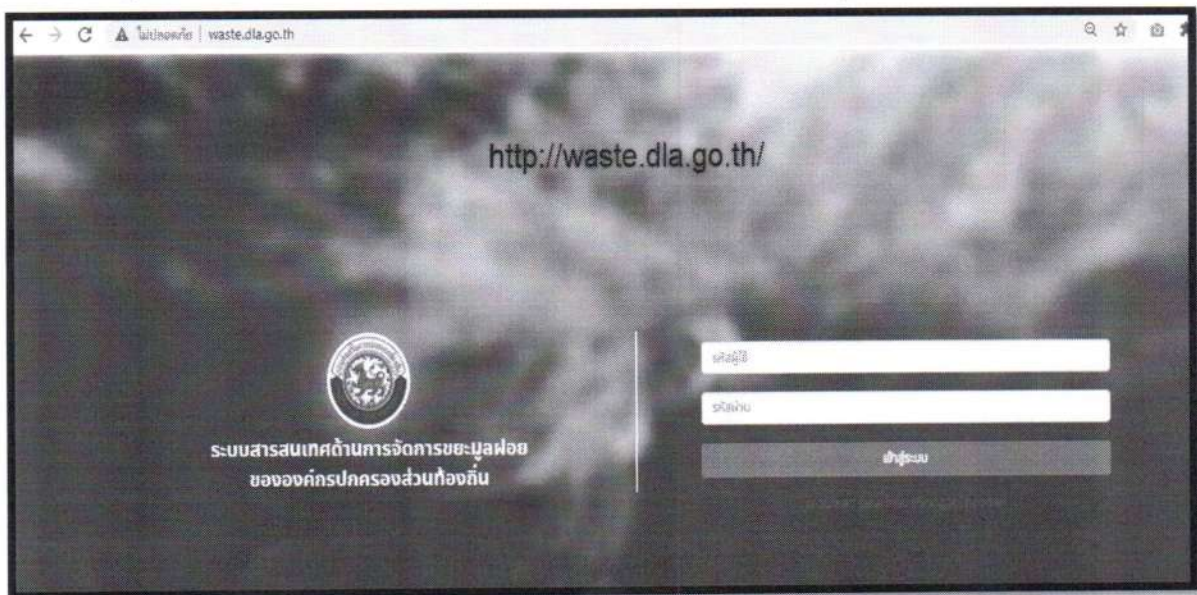 ไม่ปลอดภัย | waste.dla.go.th
http://waste.dla.go.th/
รหัสผู้ใช้
รหัสผ่าน
เข้าสู่ระบบ
ระบบสารสนเทศด้านการจัดการขยะมูลฝอย
ขององค์กรปกครองส่วนท้องถิ่น